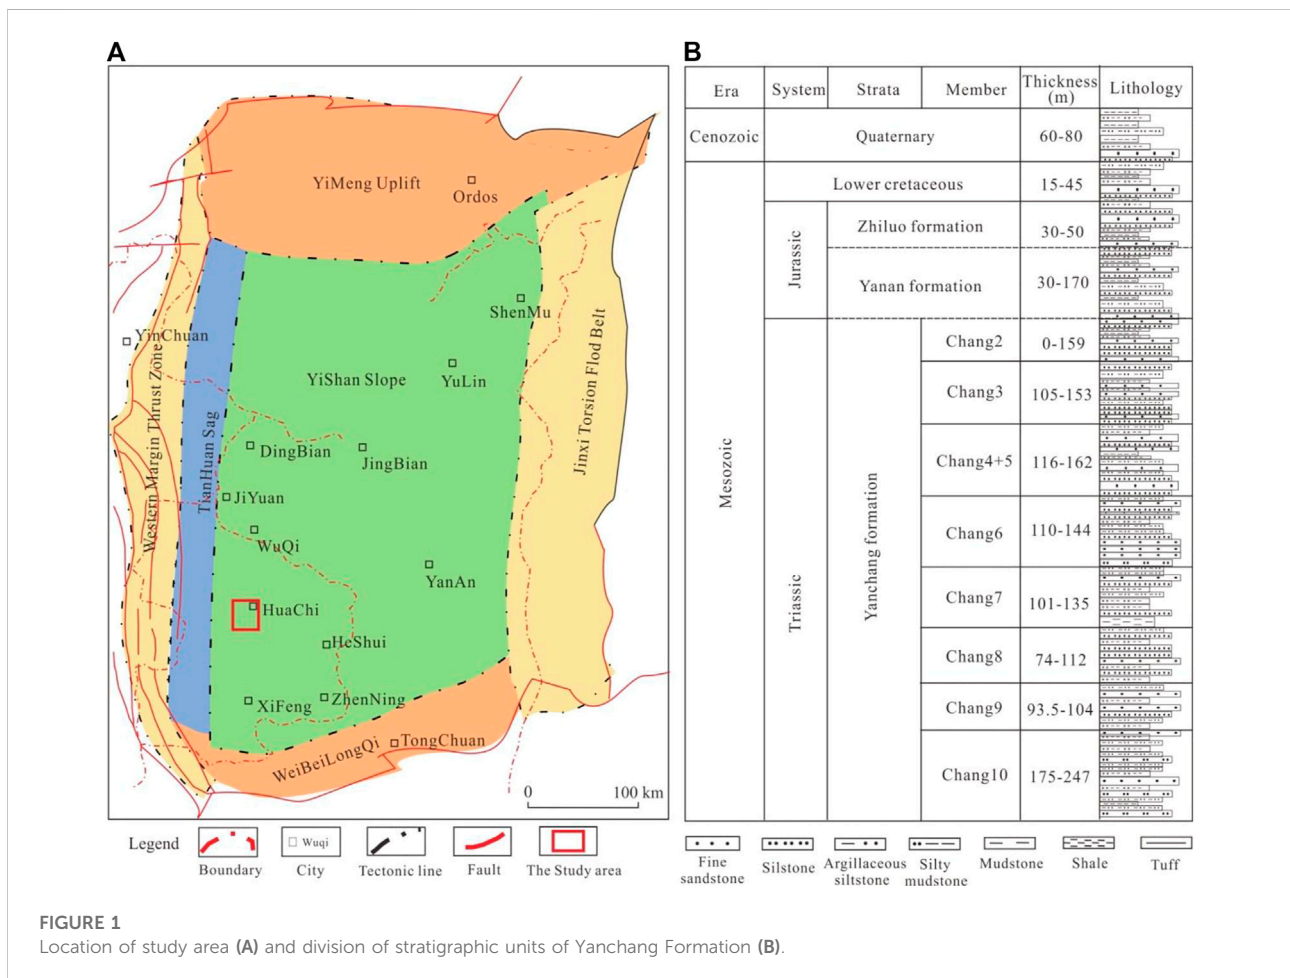 A
YiMeng Uplift
Ordos
ShenMu
YinChuan
YiShan Slope
YuLin
Western Margin Thrust Zone
TianHuan Sag
Jinxi Torsion Flod Belt
DingBian
JingBian
JiYuan
WuQi
YanAn
HuaChi
HeShui
XiFeng
ZhenNing
WeiBeiLongQi
TongChuan
0 100 km
Legend
Wuqi
Boundary
City
Tectonic line
Fault
The Study area
B
Era System Strata Member Thickness (m) Lithology
Cenozoic Quaternary 60-80
Mesozoic
Lower cretaceous 15-45
Jurassic
Zhiluo formation 30-50
Yanan formation 30-170
Triassic
Yanchang formation
Chang2 0-159
Chang3 105-153
Chang4+5 116-162
Chang6 110-144
Chang7 101-135
Chang8 74-112
Chang9 93.5-104
Chang10 175-247
Fine sandstone
Silstone
Argillaceous siltstone
Silty mudstone
Mudstone
Shale
Tuff
FIGURE 1
Location of study area (A) and division of stratigraphic units of Yanchang Formation (B).